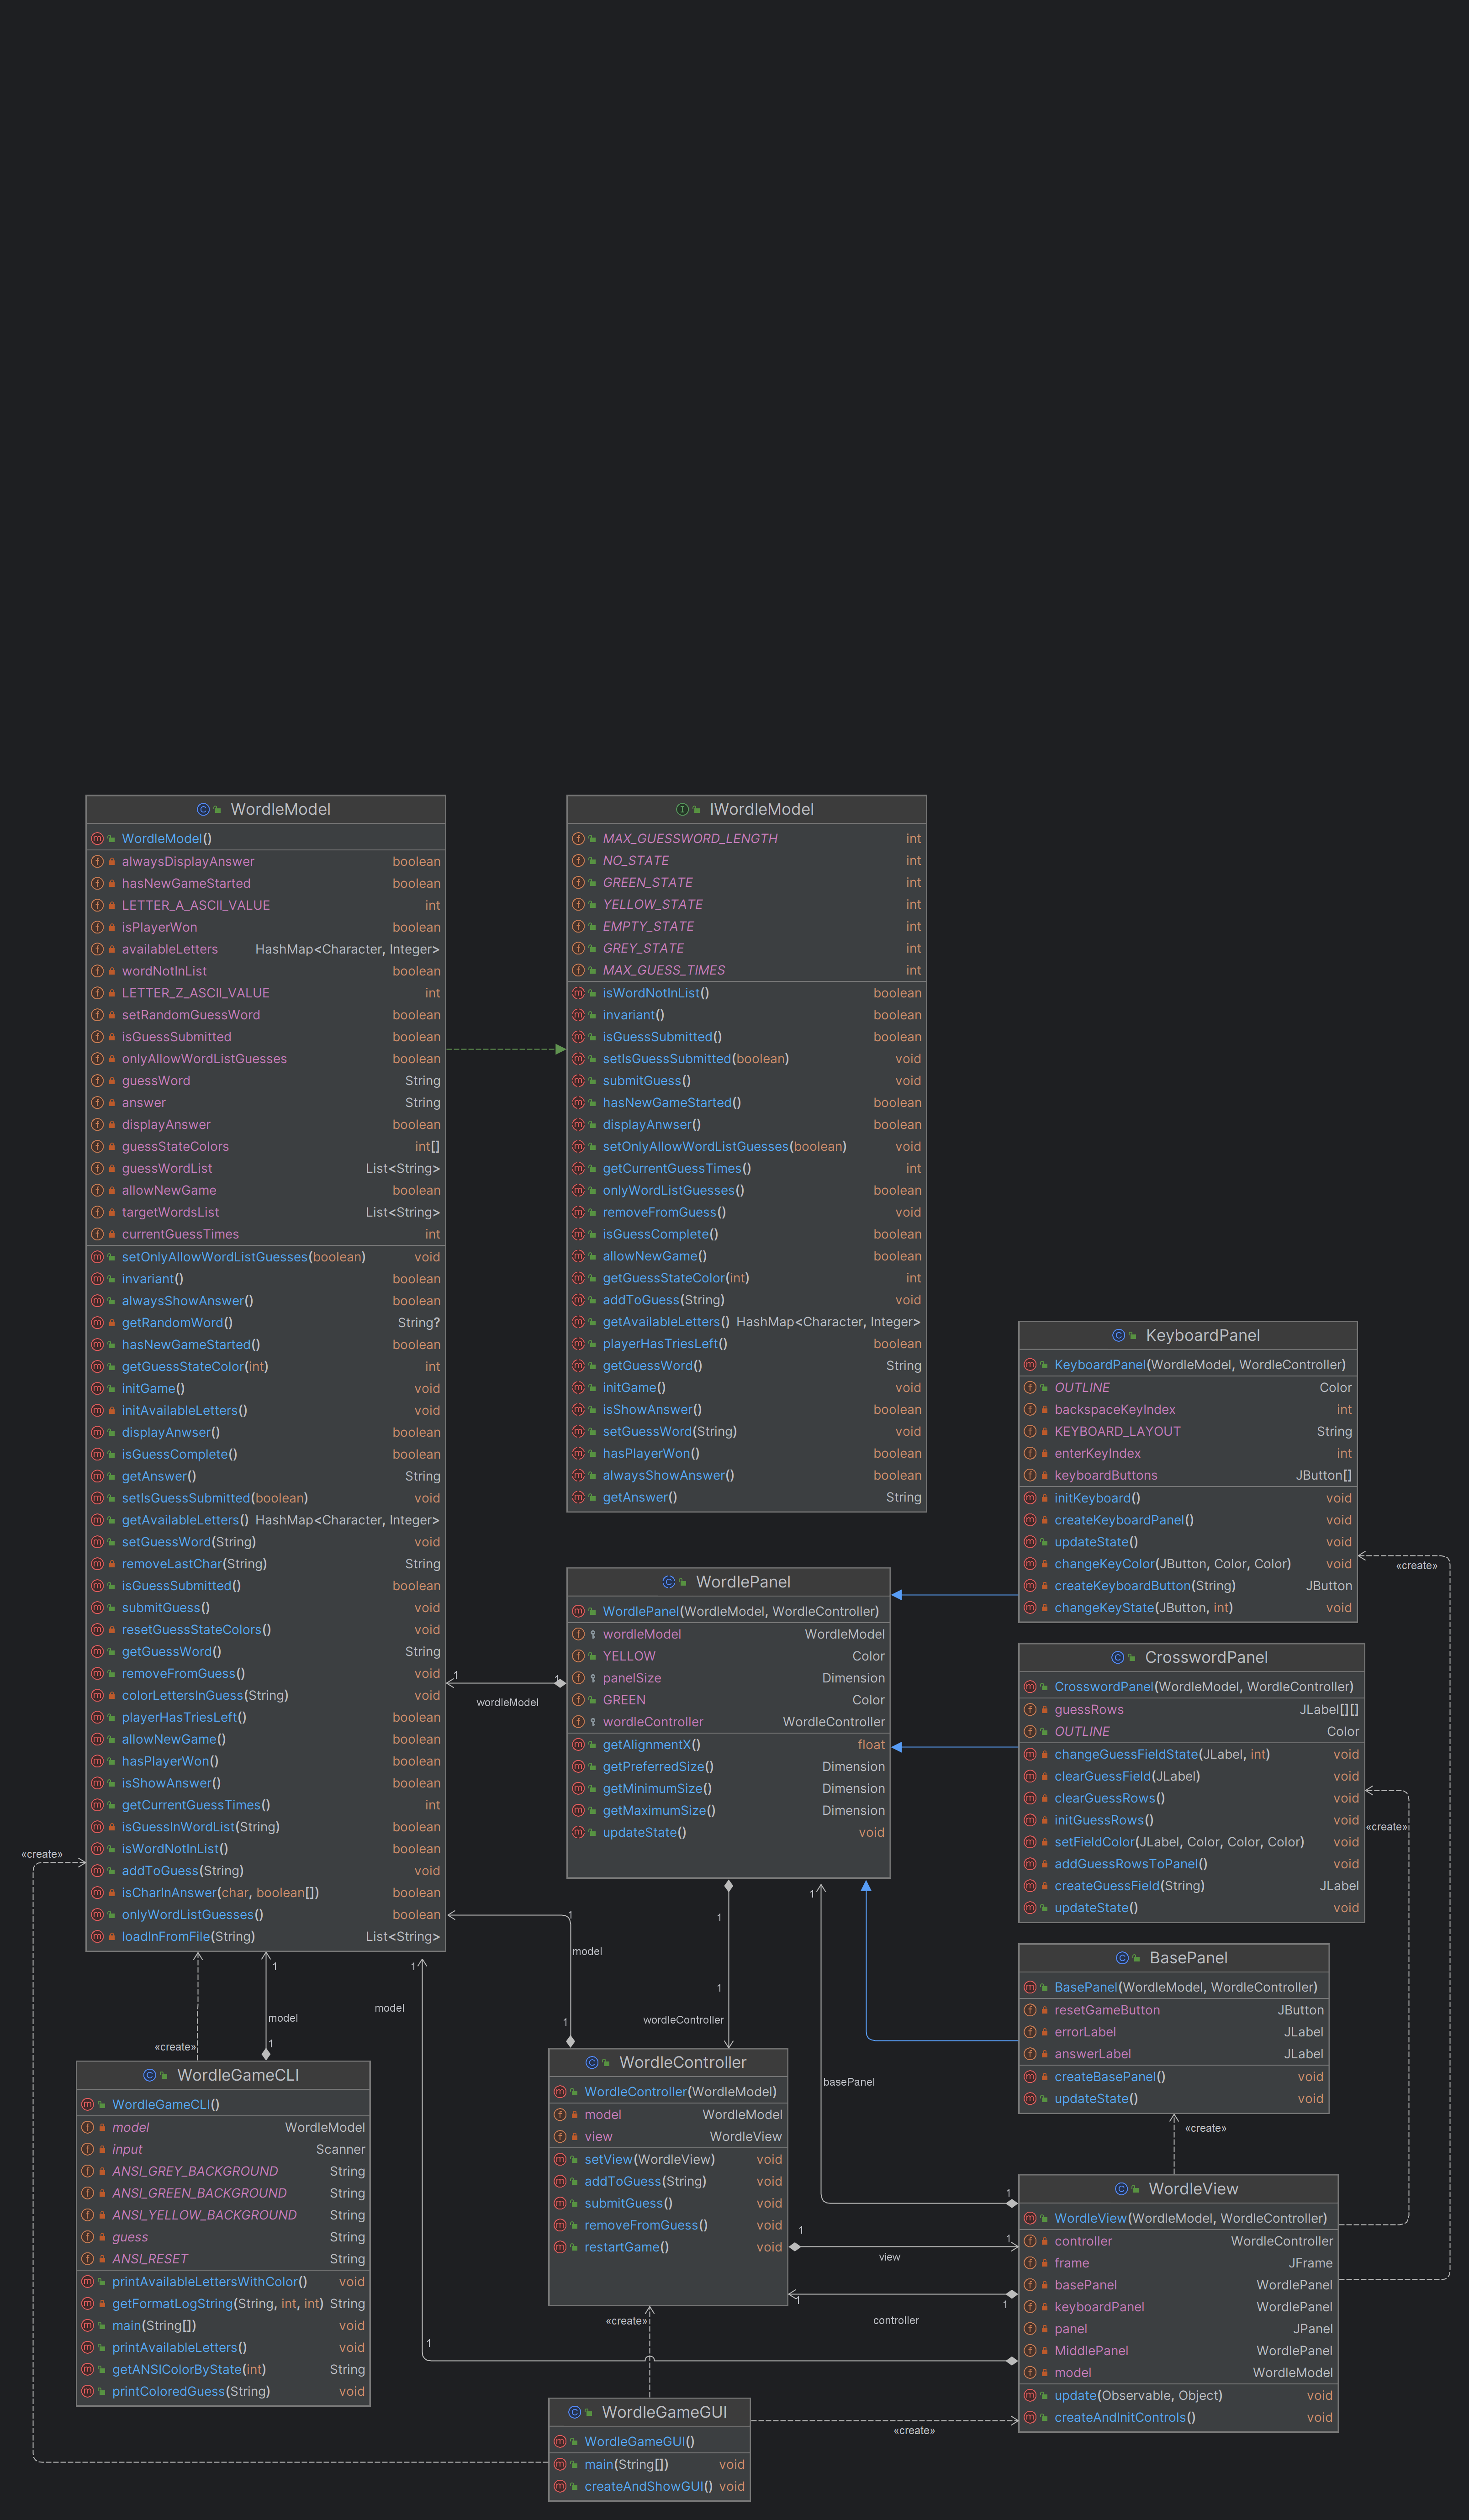 WordleModel
WordleModel()
alwaysDisplayAnswer boolean
hasNewGameStarted boolean
LETTER_A_ASCII_VALUE int
isPlayerWon boolean
availableLetters HashMap<Character, Integer>
wordNotInList boolean
LETTER_Z_ASCII_VALUE int
setRandomGuessWord boolean
isGuessSubmitted boolean
onlyAllowWordListGuesses boolean
guessWord String
answer String
displayAnswer boolean
guessStateColors int[]
guessWordList List<String>
allowNewGame boolean
targetWordsList List<String>
currentGuessTimes int
setOnlyAllowWordListGuesses(boolean) void
invariant() boolean
alwaysShowAnswer() boolean
getRandomWord() String?
hasNewGameStarted() boolean
getGuessStateColor(int) int
initGame() void
initAvailableLetters() void
displayAnwser() boolean
isGuessComplete() boolean
getAnswer() String
setIsGuessSubmitted(boolean) void
getAvailableLetters() HashMap<Character, Integer>
setGuessWord(String) void
removeLastChar(String) String
isGuessSubmitted() boolean
submitGuess() void
resetGuessStateColors() void
getGuessWord() String
removeFromGuess() void
colorLettersInGuess(String) void
playerHasTriesLeft() boolean
allowNewGame() boolean
hasPlayerWon() boolean
isShowAnswer() boolean
getCurrentGuessTimes() int
isGuessInWordList(String) boolean
isWordNotInList() boolean
addToGuess(String) void
isCharInAnswer(char, boolean[]) boolean
onlyWordListGuesses() boolean
loadInFromFile(String) List<String>
IWordleModel
MAX_GUESSWORD_LENGTH int
NO_STATE int
GREEN_STATE int
YELLOW_STATE int
EMPTY_STATE int
GREY_STATE int
MAX_GUESS_TIMES int
isWordNotInList() boolean
invariant() boolean
isGuessSubmitted() boolean
setIsGuessSubmitted(boolean) void
submitGuess() void
hasNewGameStarted() boolean
displayAnwser() boolean
setOnlyAllowWordListGuesses(boolean) void
getCurrentGuessTimes() int
onlyWordListGuesses() boolean
removeFromGuess() void
isGuessComplete() boolean
allowNewGame() boolean
getGuessStateColor(int) int
addToGuess(String) void
getAvailableLetters() HashMap<Character, Integer>
playerHasTriesLeft() boolean
getGuessWord() String
initGame() void
isShowAnswer() boolean
setGuessWord(String) void
hasPlayerWon() boolean
alwaysShowAnswer() boolean
getAnswer() String
KeyboardPanel
KeyboardPanel(WordleModel, WordleController)
OUTLINE Color
backspaceKeyIndex int
KEYBOARD_LAYOUT String
enterKeyIndex int
keyboardButtons JButton[]
initKeyboard() void
createKeyboardPanel() void
updateState() void
changeKeyColor(JButton, Color, Color) void
createKeyboardButton(String) JButton
changeKeyState(JButton, int) void
«create»
WordlePanel
WordlePanel(WordleModel, WordleController)
wordleModel WordleModel
YELLOW Color
panelSize Dimension
GREEN Color
wordleController WordleController
getAlignmentX() float
getPreferredSize() Dimension
getMinimumSize() Dimension
getMaximumSize() Dimension
updateState() void
1
1
wordleModel
CrosswordPanel
CrosswordPanel(WordleModel, WordleController)
guessRows JLabel[][]
OUTLINE Color
changeGuessFieldState(JLabel, int) void
clearGuessField(JLabel) void
clearGuessRows() void
initGuessRows() void
setFieldColor(JLabel, Color, Color, Color) void
addGuessRowsToPanel() void
createGuessField(String) JLabel
updateState() void
«create»
«create»
1
1
1
model
1
model
1
model
1
«create»
1
1
wordleController
1
basePanel
BasePanel
BasePanel(WordleModel, WordleController)
resetGameButton JButton
errorLabel JLabel
answerLabel JLabel
createBasePanel() void
updateState() void
«create»
WordleGameCLI
WordleGameCLI()
model WordleModel
input Scanner
ANSI_GREY_BACKGROUND String
ANSI_GREEN_BACKGROUND String
ANSI_YELLOW_BACKGROUND String
guess String
ANSI_RESET String
printAvailableLettersWithColor() void
getFormatLogString(String, int, int) String
main(String[]) void
printAvailableLetters() void
getANSIColorByState(int) String
printColoredGuess(String) void
WordleController
WordleController(WordleModel)
model WordleModel
view WordleView
setView(WordleView) void
addToGuess(String) void
submitGuess() void
removeFromGuess() void
restartGame() void
1
1
1
view
1
1
controller
1
«create»
WordleView
WordleView(WordleModel, WordleController)
controller WordleController
frame JFrame
basePanel WordlePanel
keyboardPanel WordlePanel
panel JPanel
MiddlePanel WordlePanel
model WordleModel
update(Observable, Object) void
createAndInitControls() void
WordleGameGUI
WordleGameGUI()
main(String[]) void
createAndShowGUI() void
«create»